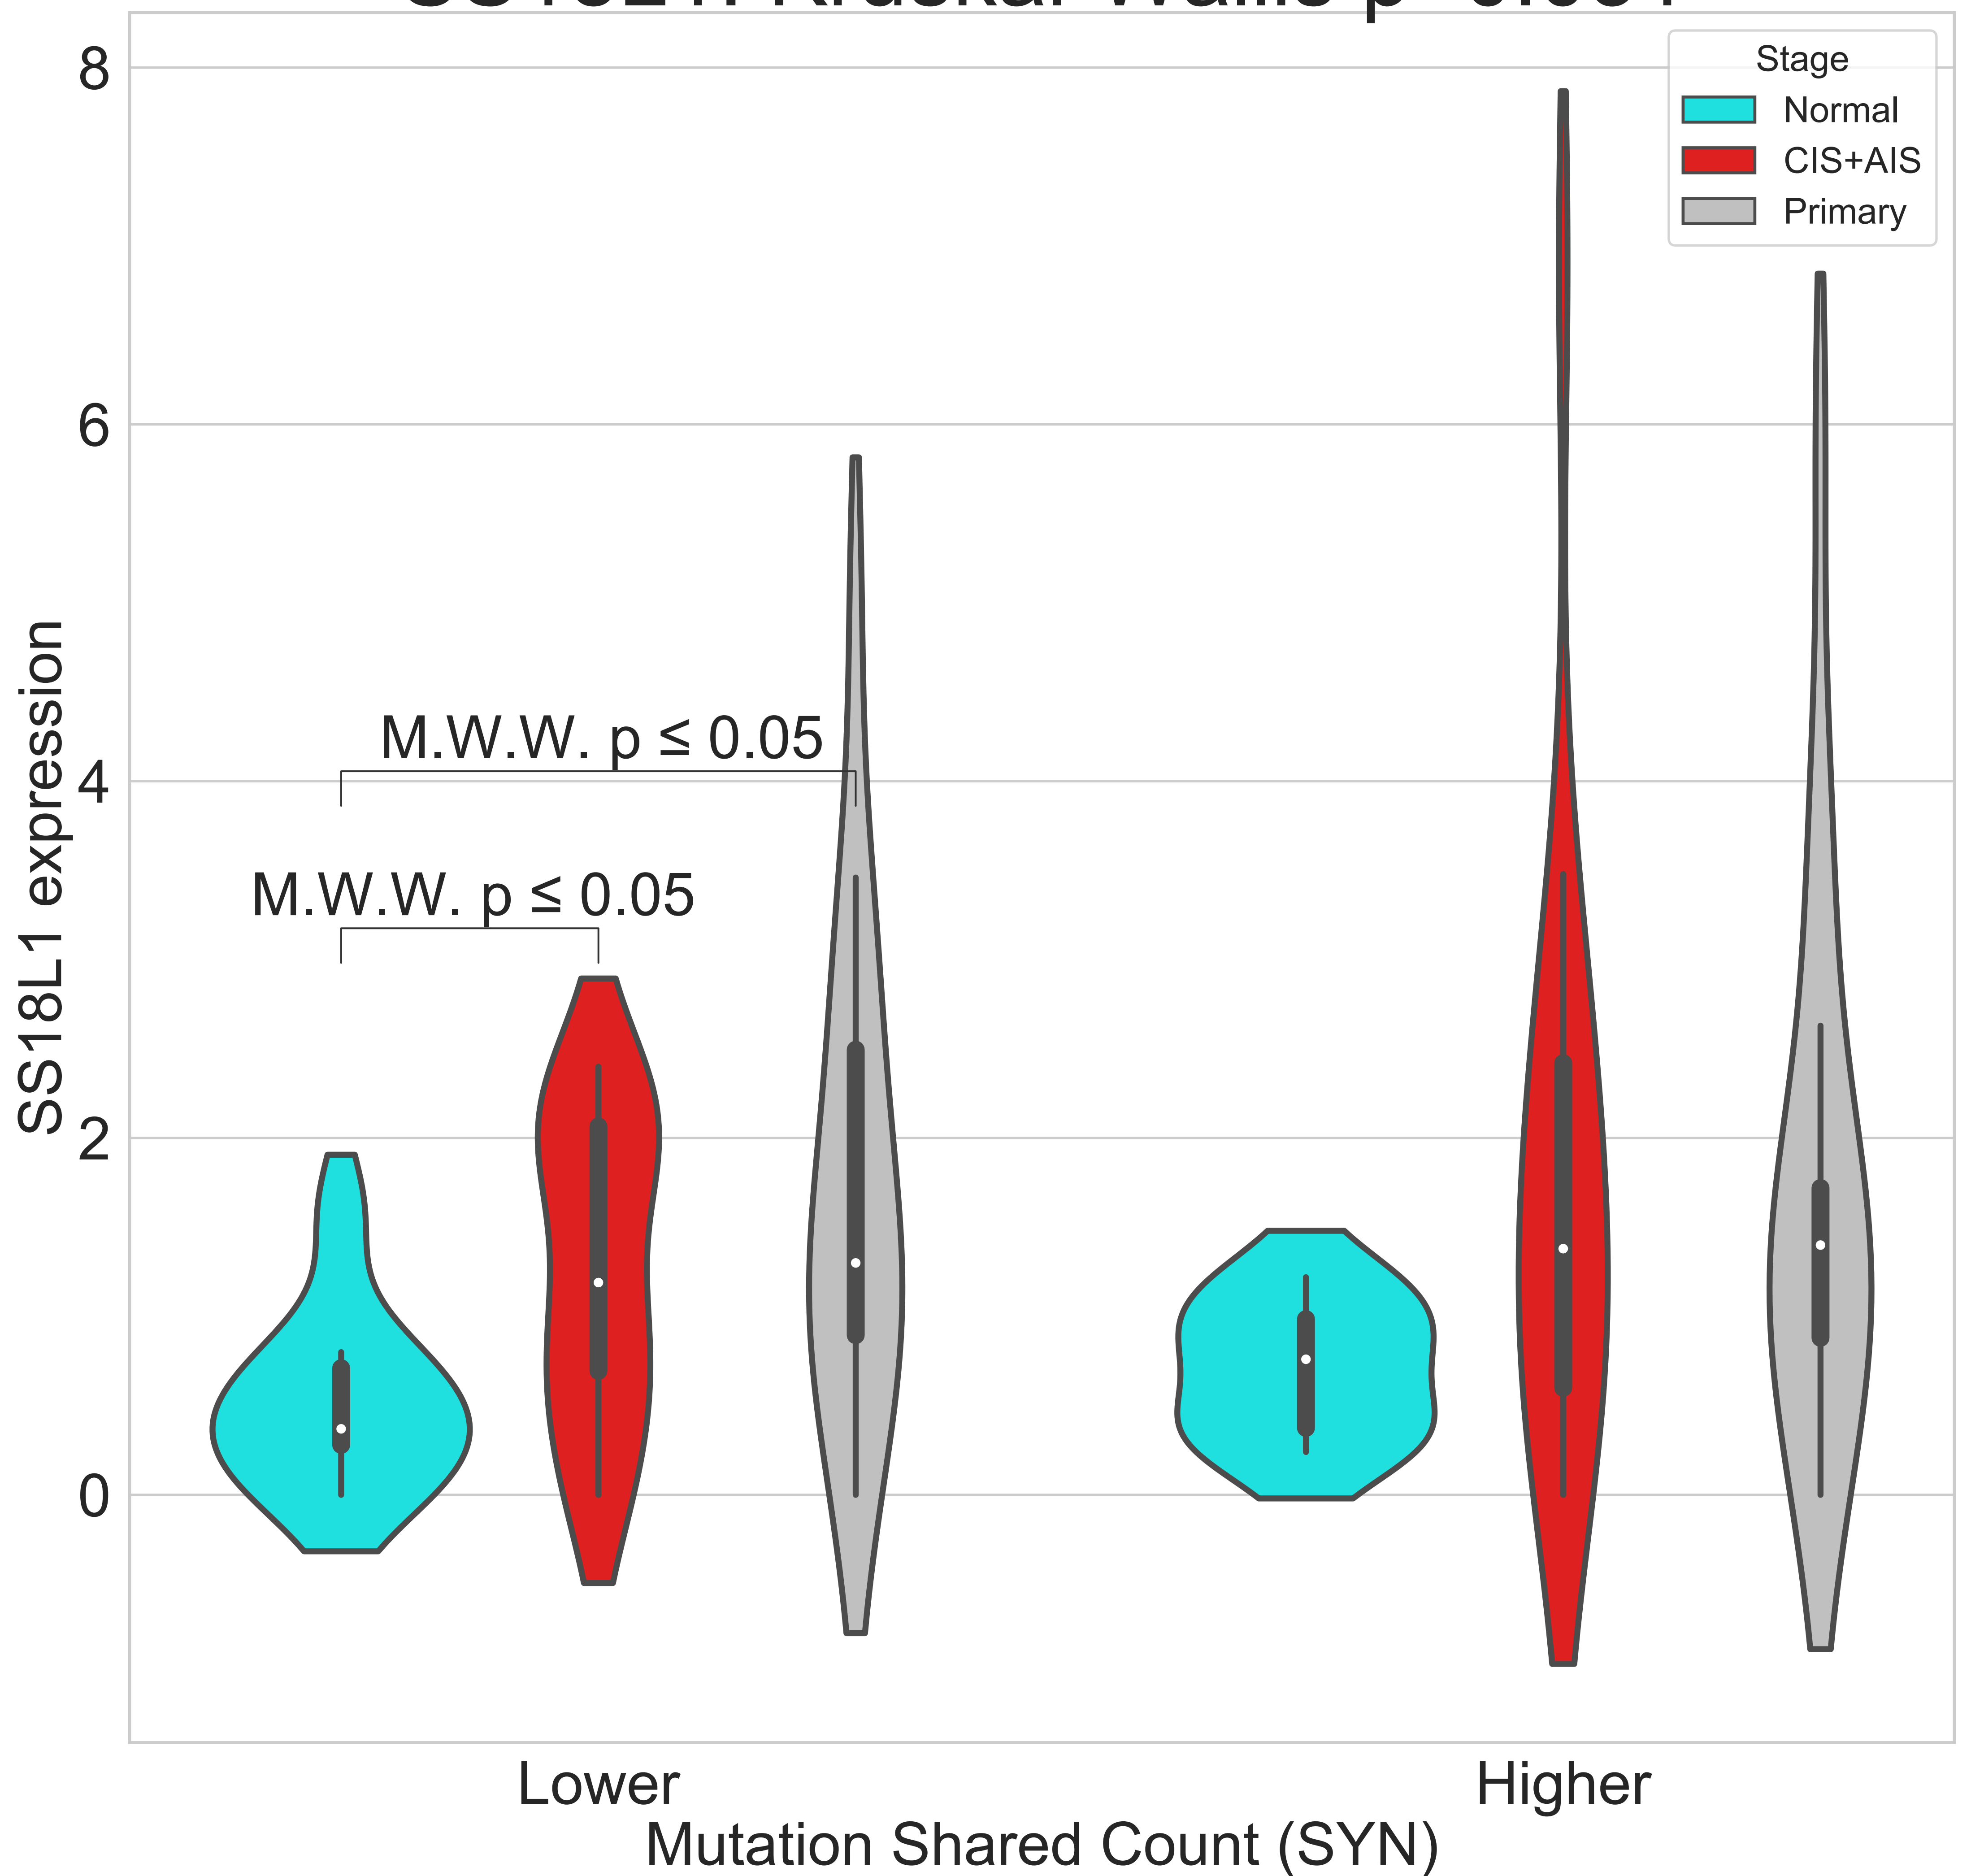 8
6
4
2
0
SS18L1 expression
Stage
Normal
CIS+AIS
Primary
M.W.W. p ≤ 0.05
M.W.W. p ≤ 0.05
Lower
Higher
Mutation Shared Count (SYN)